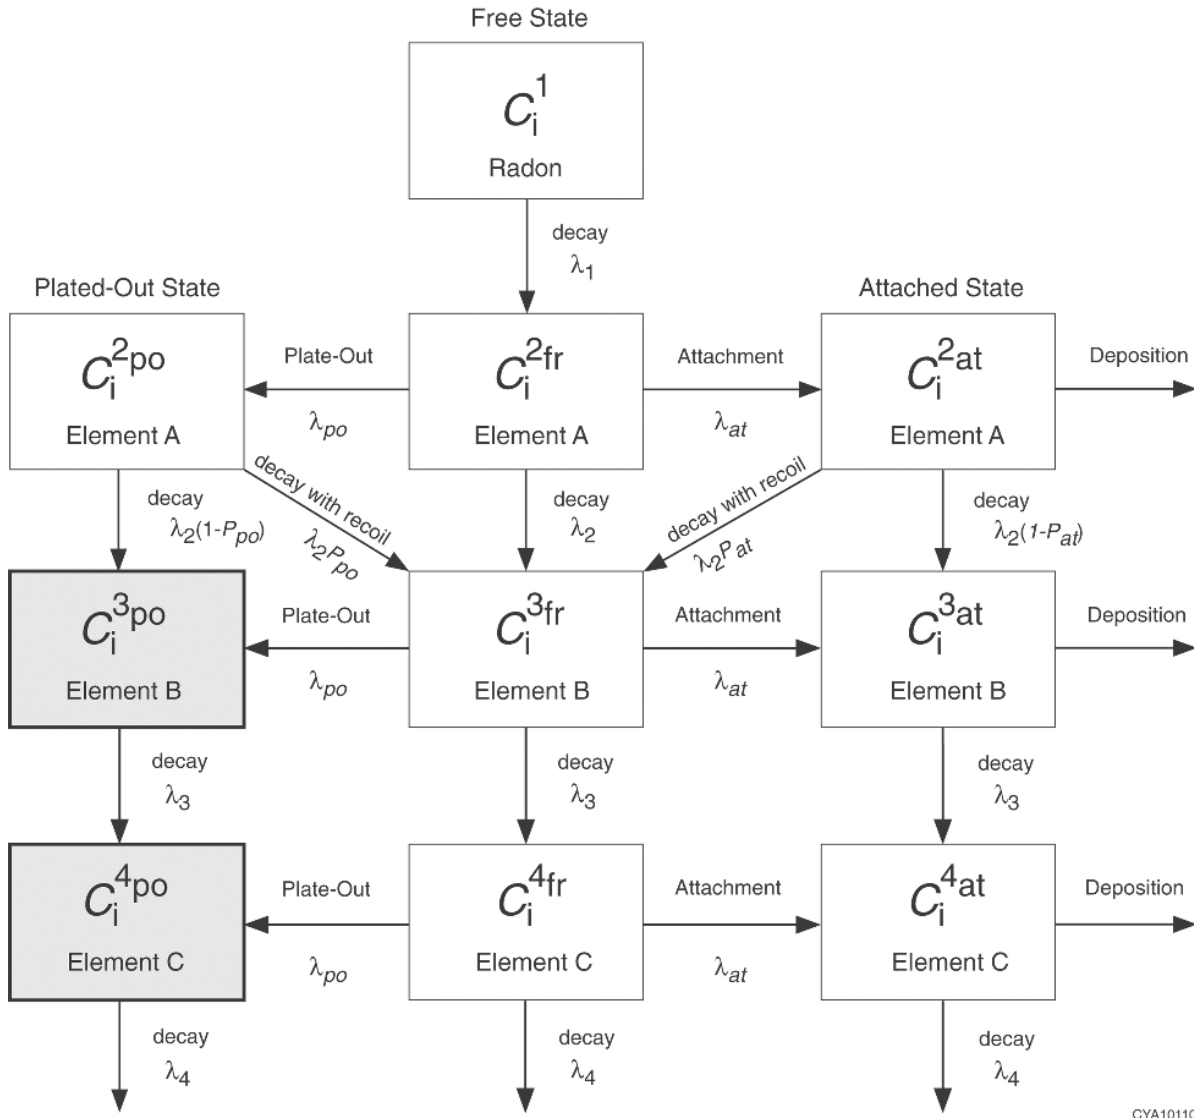 Free State
C_i^1
Radon
decay
λ_1
Plated-Out State
Attached State
C_i^2po
Element A
Plate-Out
λ_po
C_i^2fr
Element A
Attachment
λ_at
C_i^2at
Element A
Deposition
decay
λ_2(1-P_po)
decay with recoil
λ_2P_po
decay
λ_2
decay with recoil
λ_2P_at
decay
λ_2(1-P_at)
C_i^3po
Element B
Plate-Out
λ_po
C_i^3fr
Element B
Attachment
λ_at
C_i^3at
Element B
Deposition
decay
λ_3
decay
λ_3
decay
λ_3
C_i^4po
Element C
Plate-Out
λ_po
C_i^4fr
Element C
Attachment
λ_at
C_i^4at
Element C
Deposition
decay
λ_4
decay
λ_4
decay
λ_4
CYA10110